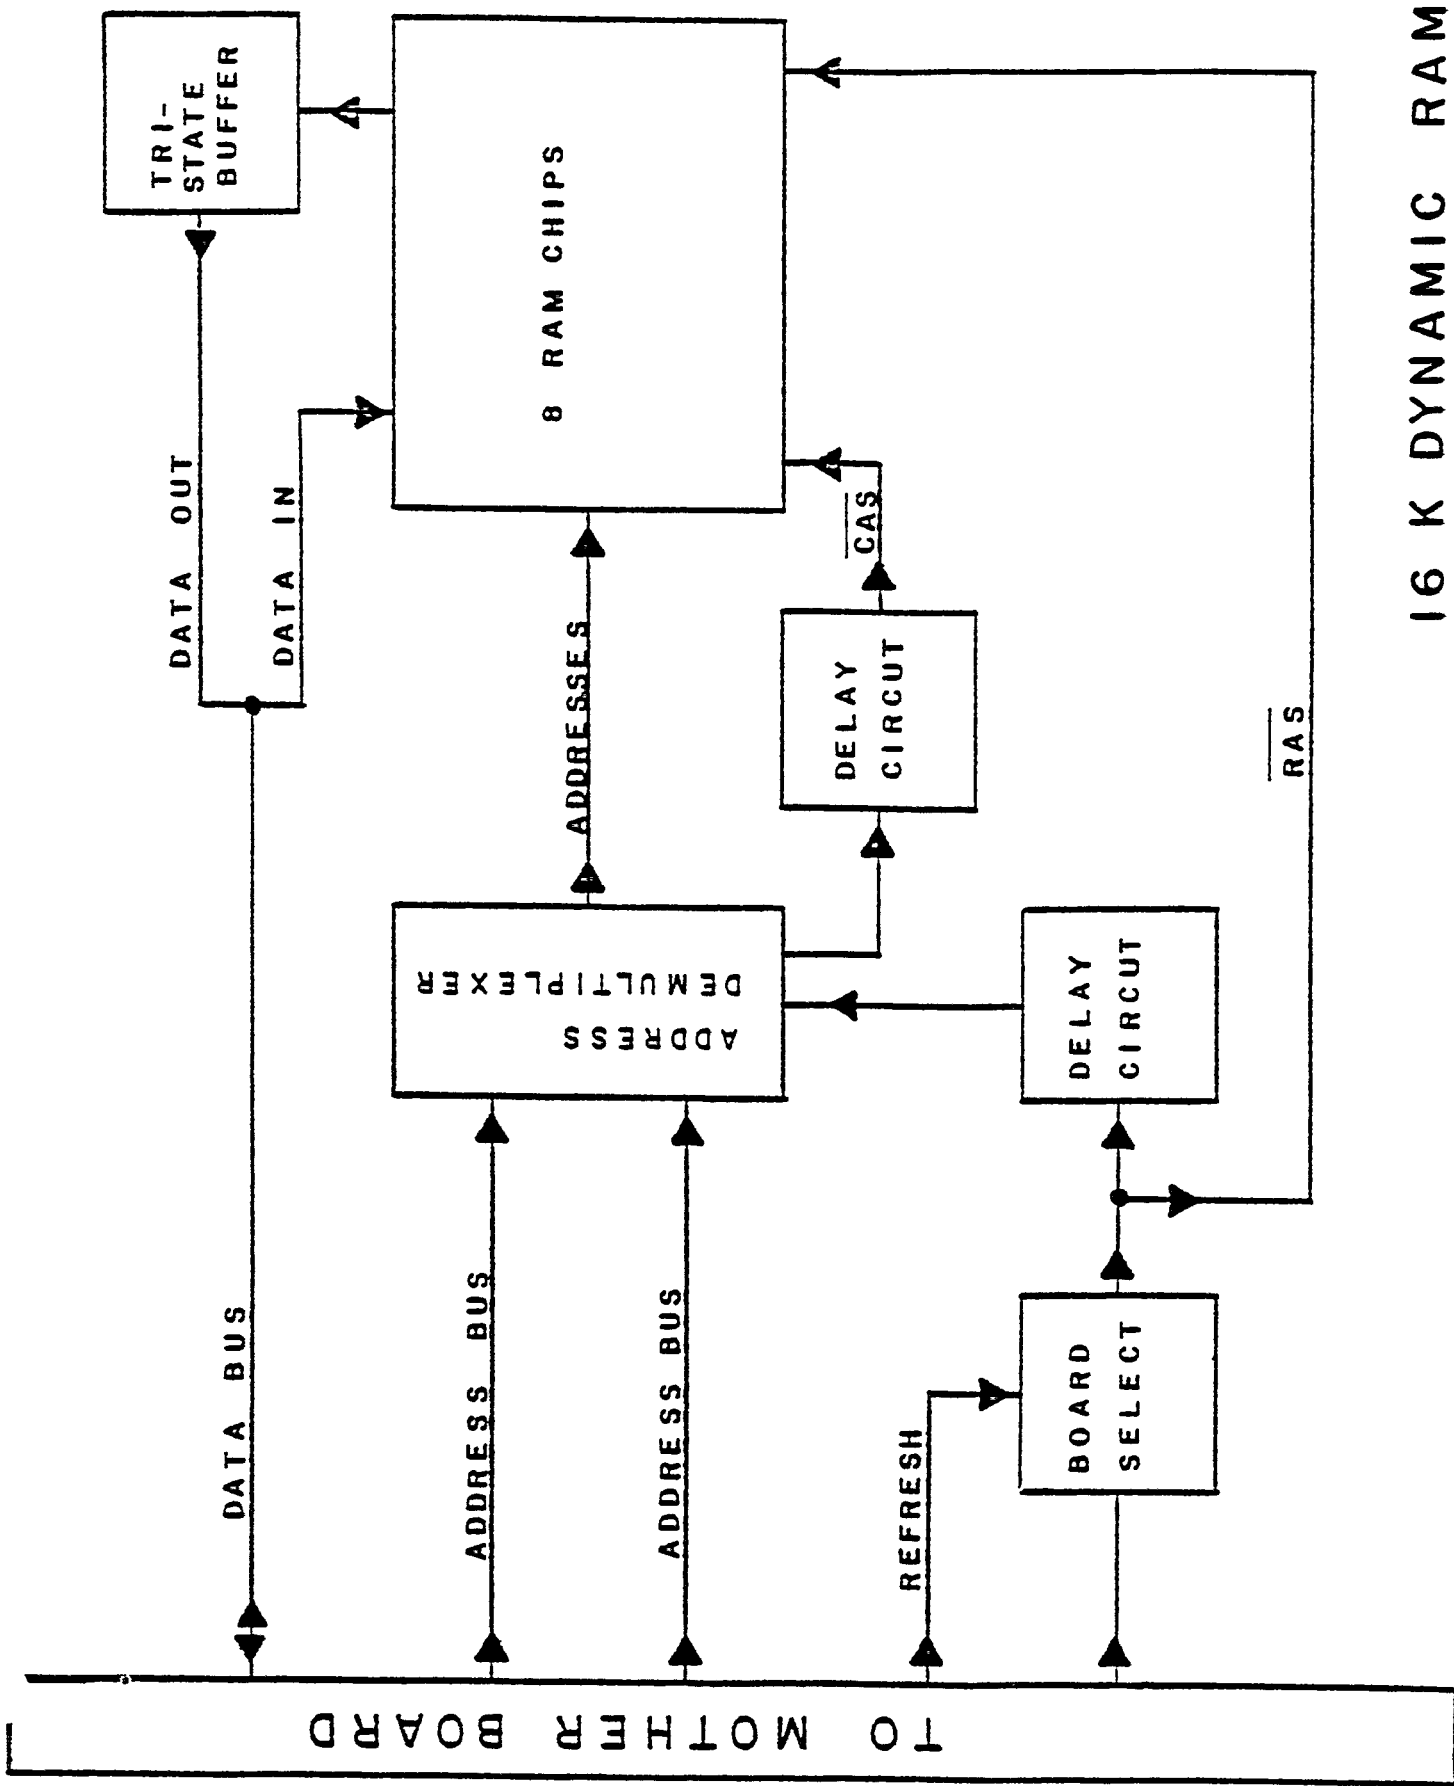 TRI-
STATE
BUFFER
DATA OUT
DATA IN
DATA BUS
8 RAM CHIPS
ADDRESSES
ADDRESS
DEMULTIPLEXER
ADDRESS BUS
ADDRESS BUS
CAS
DELAY
CIRCUT
DELAY
CIRCUT
REFRESH
BOARD
SELECT
RAS
TO MOTHER BOARD
16 K DYNAMIC RAM